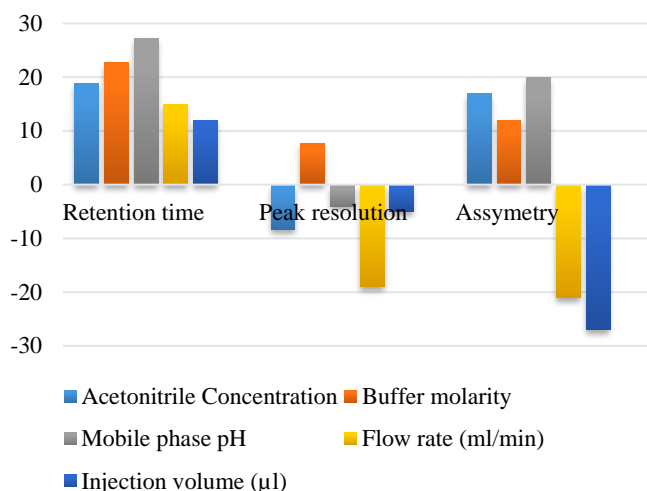 30
20
10
0
Retention time Peak resolution Assymetry
-10
-20
-30
Acetonitrile Concentration Buffer molarity
Mobile phase pH Flow rate (ml/min)
Injection volume (µl)